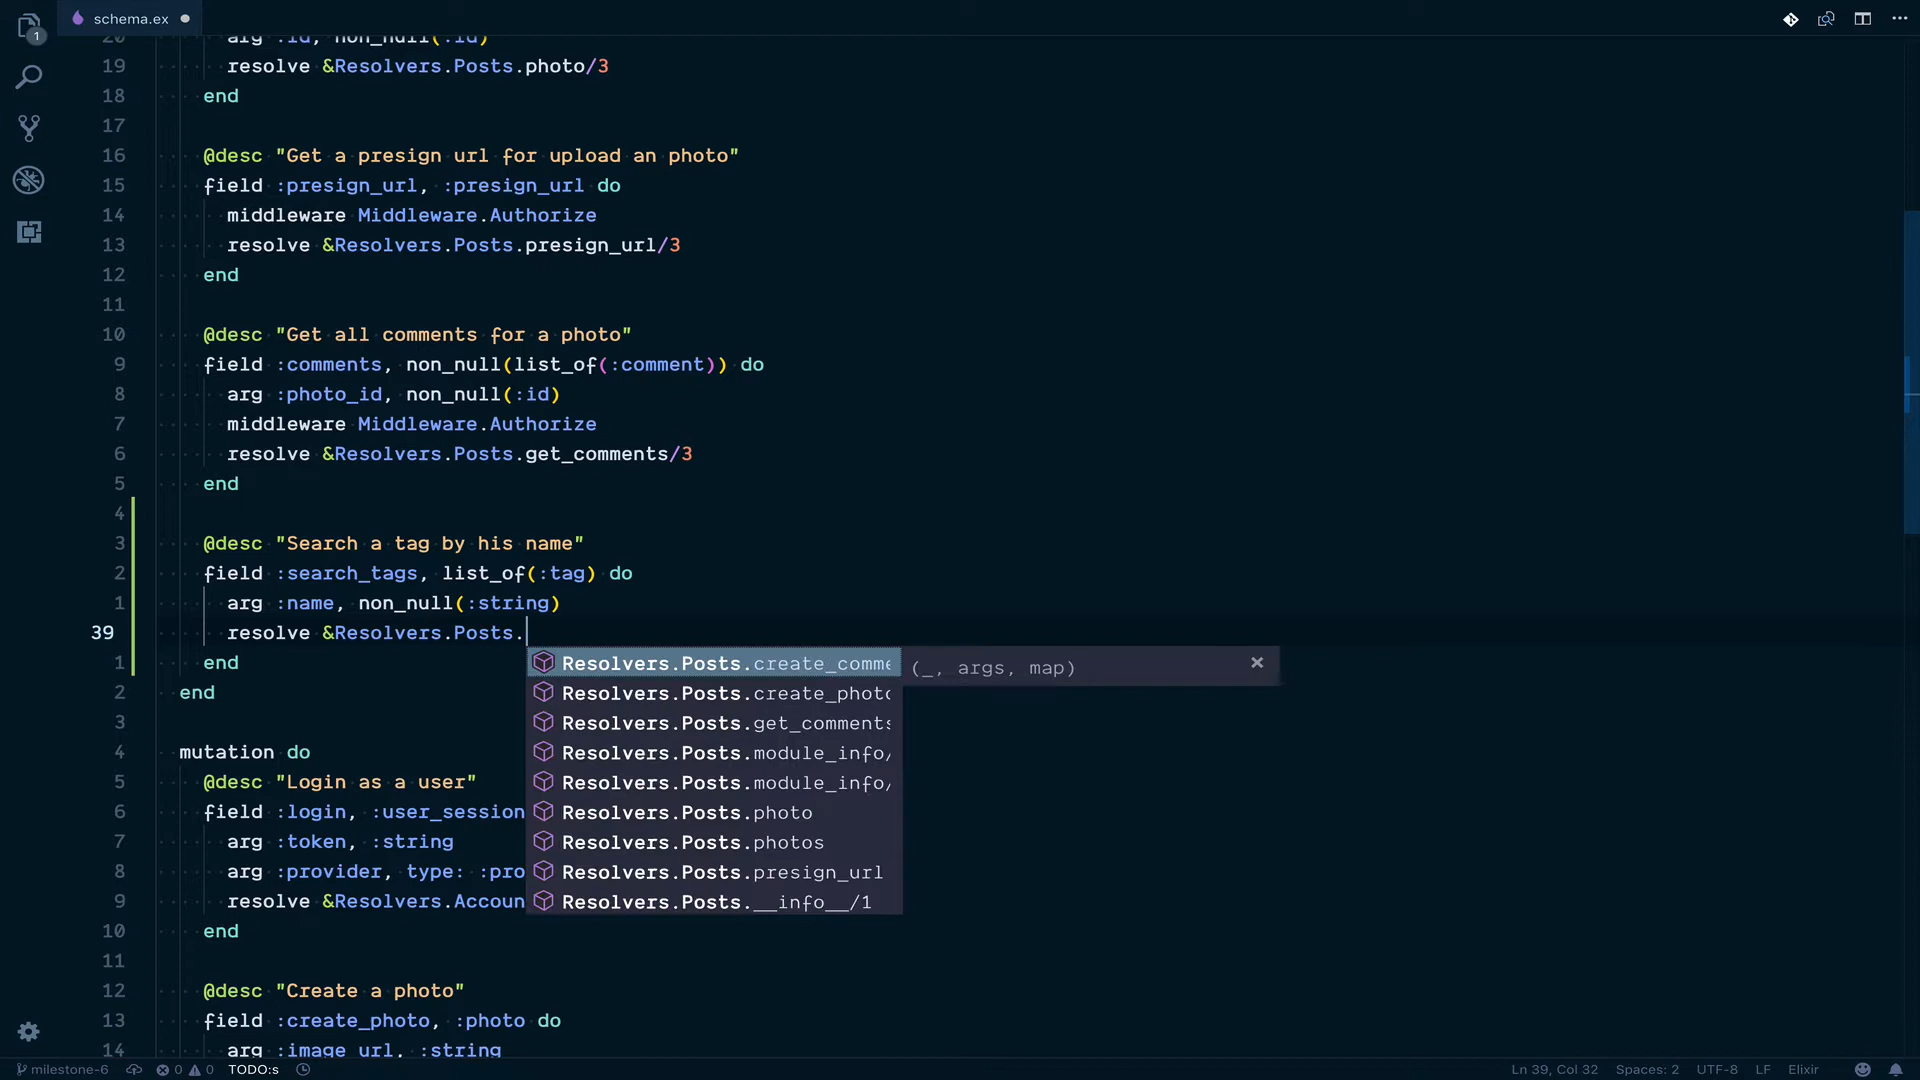 schema.ex
1
20 arg :id, non_null(:id)
19 resolve &Resolvers.Posts.photo/3
18 end
17
16 @desc "Get a presign url for upload an photo"
15 field :presign_url, :presign_url do
14 middleware Middleware.Authorize
13 resolve &Resolvers.Posts.presign_url/3
12 end
11
10 @desc "Get all comments for a photo"
9 field :comments, non_null(list_of(:comment)) do
8 arg :photo_id, non_null(:id)
7 middleware Middleware.Authorize
6 resolve &Resolvers.Posts.get_comments/3
5 end
4
3 @desc "Search a tag by his name"
2 field :search_tags, list_of(:tag) do
1 arg :name, non_null(:string)
39 resolve &Resolvers.Posts.
1 end
2 end
3
4 mutation do
5 @desc "Login as a user"
6 field :login, :user_session
7 arg :token, :string
8 arg :provider, type: :pro
9 resolve &Resolvers.Accoun
10 end
11
12 @desc "Create a photo"
13 field :create_photo, :photo do
14 arg :image_url, :string
Resolvers.Posts.create_comme (_, args, map)
Resolvers.Posts.create_photo
Resolvers.Posts.get_comments
Resolvers.Posts.module_info/
Resolvers.Posts.module_info/
Resolvers.Posts.photo
Resolvers.Posts.photos
Resolvers.Posts.presign_url
Resolvers.Posts.__info__/1
milestone-6 0 0 TODO:s Ln 39, Col 32 Spaces: 2 UTF-8 LF Elixir